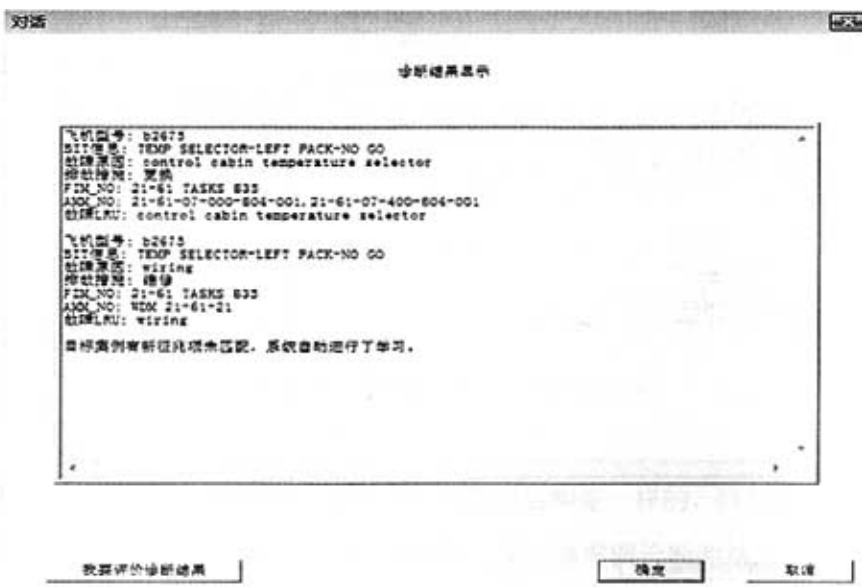 对话
诊断结果显示
飞机型号: b2675
BIT信息: TEMP SELECTOR-LEFT PACK-NO GO
故障原因: control cabin temperature selector
排故措施: 更换
FIM_NO: 21-61 TASKS 835
AMM_NO: 21-61-07-000-804-001,21-61-07-400-804-001
故障LRU: control cabin temperature selector
飞机型号: b2675
BIT信息: TEMP SELECTOR-LEFT PACK-NO GO
故障原因: wiring
排故措施: 维修
FIM_NO: 21-61 TASKS 835
AMM_NO: WDM 21-61-21
故障LRU: wiring
目标案例有新征兆项未匹配，系统自动进行了学习。
我要评价诊断结果
确定
取消